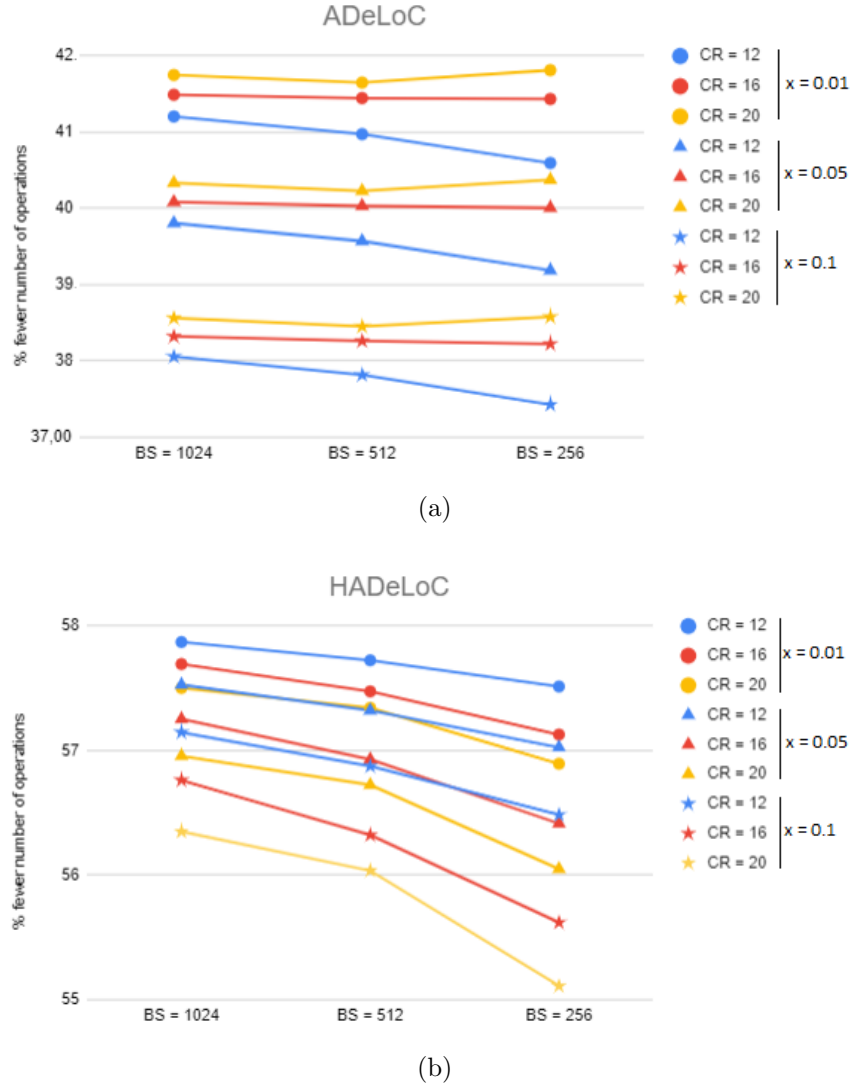 ADeLoC
% fewer number of operations
42.
41
40
39.
38
37,00
BS = 1024
BS = 512
BS = 256
CR = 12
CR = 16
CR = 20
x = 0.01
CR = 12
CR = 16
CR = 20
x = 0.05
CR = 12
CR = 16
CR = 20
x = 0.1
(a)
HADeLoC
% fewer number of operations
58
57
56
55
BS = 1024
BS = 512
BS = 256
CR = 12
CR = 16
CR = 20
x = 0.01
CR = 12
CR = 16
CR = 20
x = 0.05
CR = 12
CR = 16
CR = 20
x = 0.1
(b)